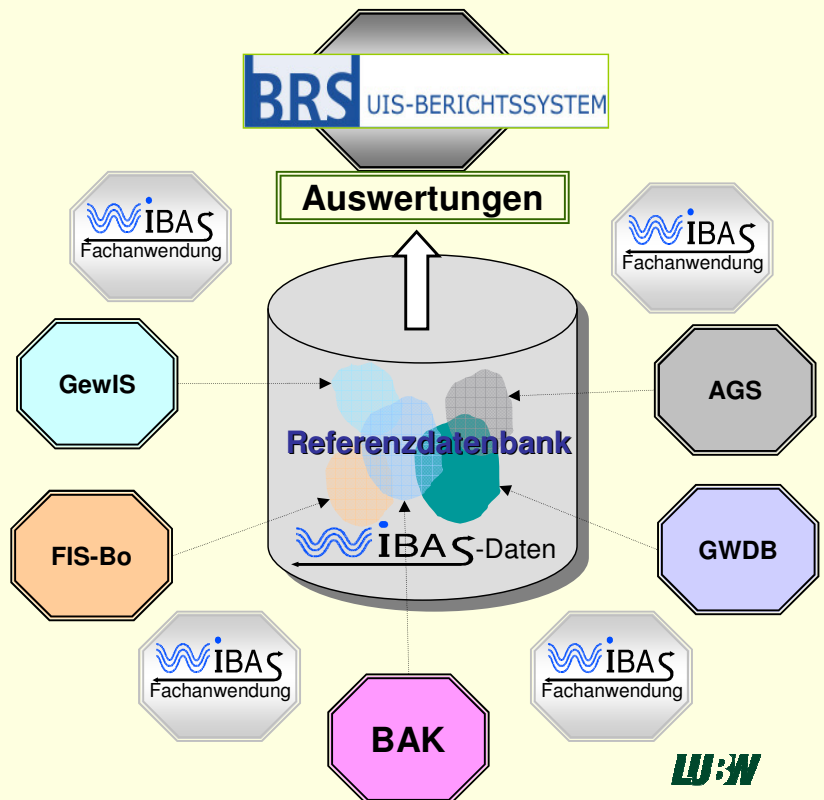 BRS UIS-BERICHTSSYSTEM
Auswertungen
WIBAS
Fachanwendung
WIBAS
Fachanwendung
GewIS
AGS
Referenzdatenbank
FIS-Bo
GWDB
WIBAS-Daten
WIBAS
Fachanwendung
WIBAS
Fachanwendung
BAK
LUBW